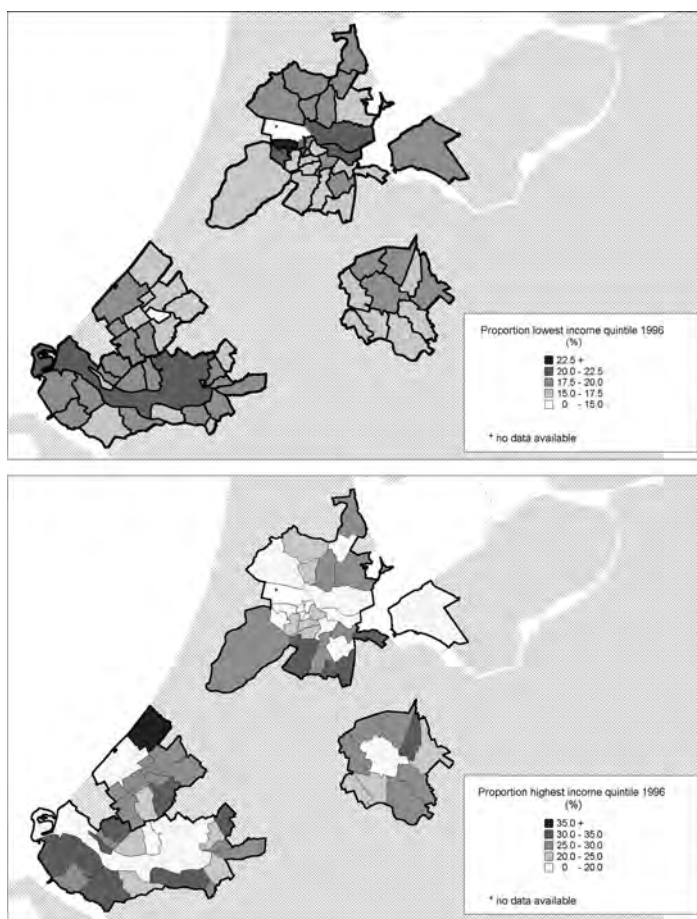 Proportion lowest income quintile 1996
(%)
22.5 +
20.0 - 22.5
17.5 - 20.0
15.0 - 17.5
0 - 15.0
* no data available
Proportion highest income quintile 1996
(%)
35.0 +
30.0 - 35.0
25.0 - 30.0
20.0 - 25.0
0 - 20.0
* no data available